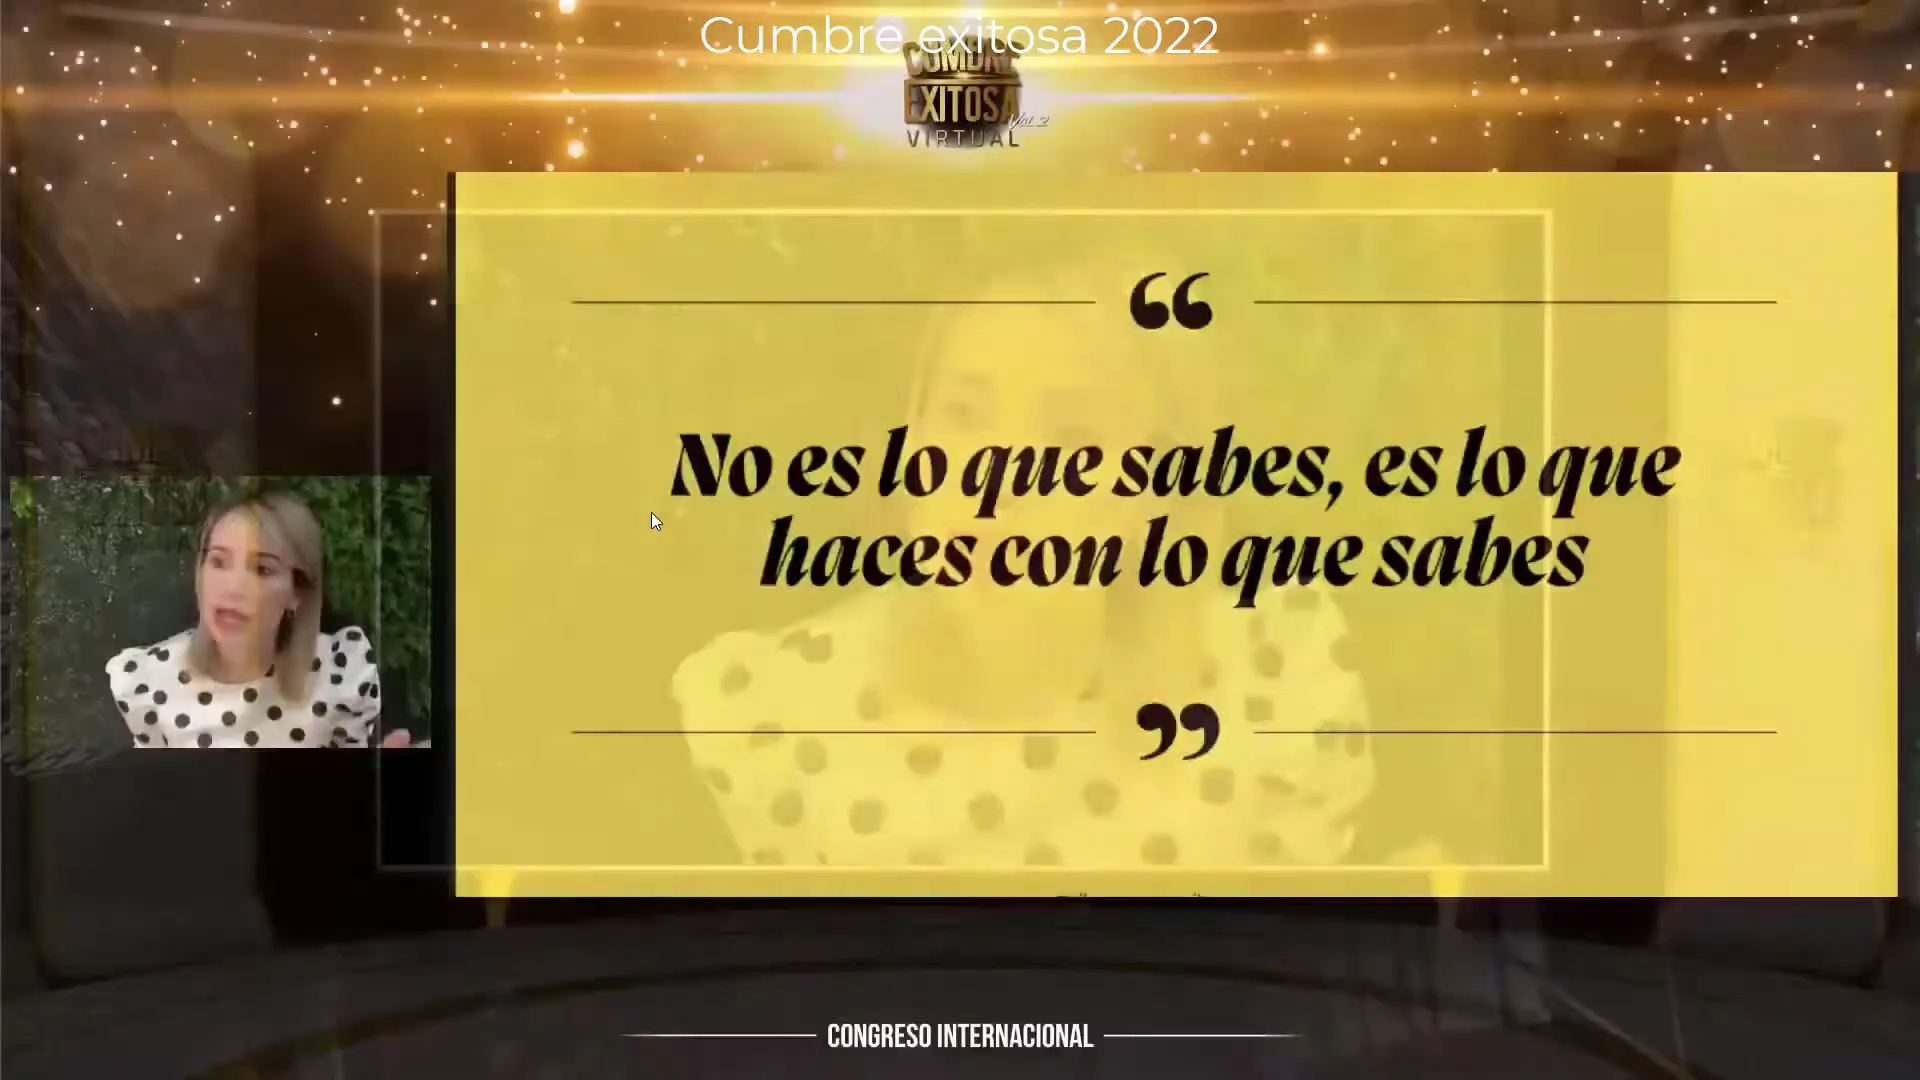 Cumbre exitosa 2022
CUMBRE
EXITOSA
Vol. 2
VIRTUAL
“
No es lo que sabes, es lo que
haces con lo que sabes
”
CONGRESO INTERNACIONAL